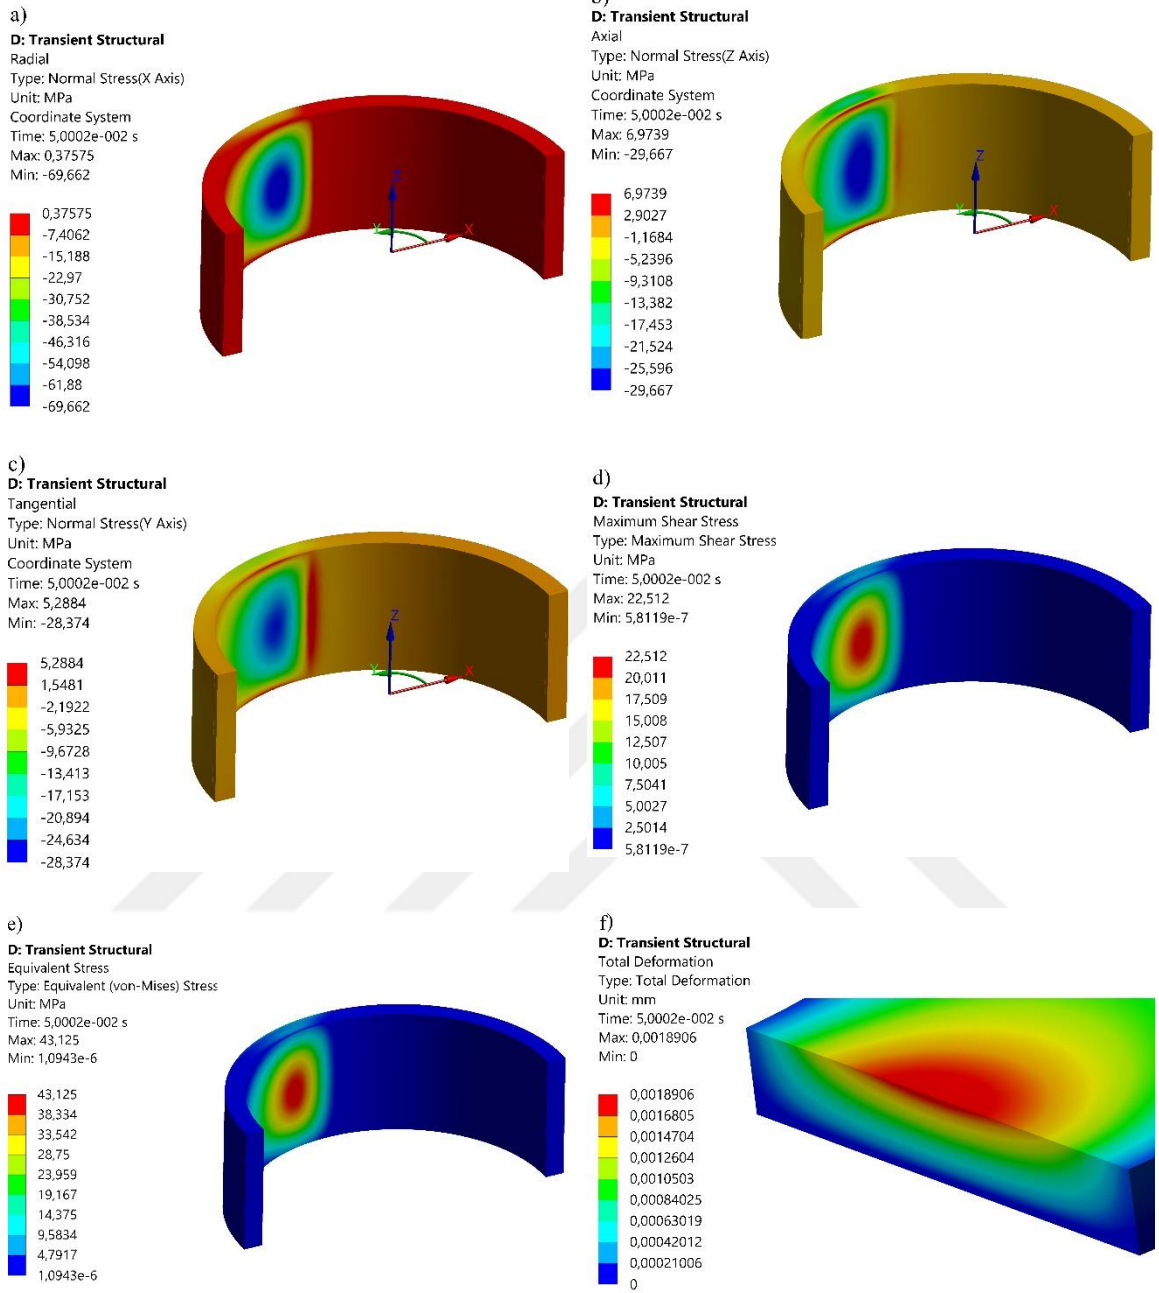 a)
D: Transient Structural
Radial
Type: Normal Stress(X Axis)
Unit: MPa
Coordinate System
Time: 5,0002e-002 s
Max: 0,37575
Min: -69,662
0,37575
-7,4062
-15,188
-22,97
-30,752
-38,534
-46,316
-54,098
-61,88
-69,662
Z
Y
X
b)
D: Transient Structural
Axial
Type: Normal Stress(Z Axis)
Unit: MPa
Coordinate System
Time: 5,0002e-002 s
Max: 6,9739
Min: -29,667
6,9739
2,9027
-1,1684
-5,2396
-9,3108
-13,382
-17,453
-21,524
-25,596
-29,667
Z
Y
X
c)
D: Transient Structural
Tangential
Type: Normal Stress(Y Axis)
Unit: MPa
Coordinate System
Time: 5,0002e-002 s
Max: 5,2884
Min: -28,374
5,2884
1,5481
-2,1922
-5,9325
-9,6728
-13,413
-17,153
-20,894
-24,634
-28,374
Z
Y
X
d)
D: Transient Structural
Maximum Shear Stress
Type: Maximum Shear Stress
Unit: MPa
Time: 5,0002e-002 s
Max: 22,512
Min: 5,8119e-7
22,512
20,011
17,509
15,008
12,507
10,005
7,5041
5,0027
2,5014
5,8119e-7
e)
D: Transient Structural
Equivalent Stress
Type: Equivalent (von-Mises) Stress
Unit: MPa
Time: 5,0002e-002 s
Max: 43,125
Min: 1,0943e-6
43,125
38,334
33,542
28,75
23,959
19,167
14,375
9,5834
4,7917
1,0943e-6
f)
D: Transient Structural
Total Deformation
Type: Total Deformation
Unit: mm
Time: 5,0002e-002 s
Max: 0,0018906
Min: 0
0,0018906
0,0016805
0,0014704
0,0012604
0,0010503
0,00084025
0,00063019
0,00042012
0,00021006
0